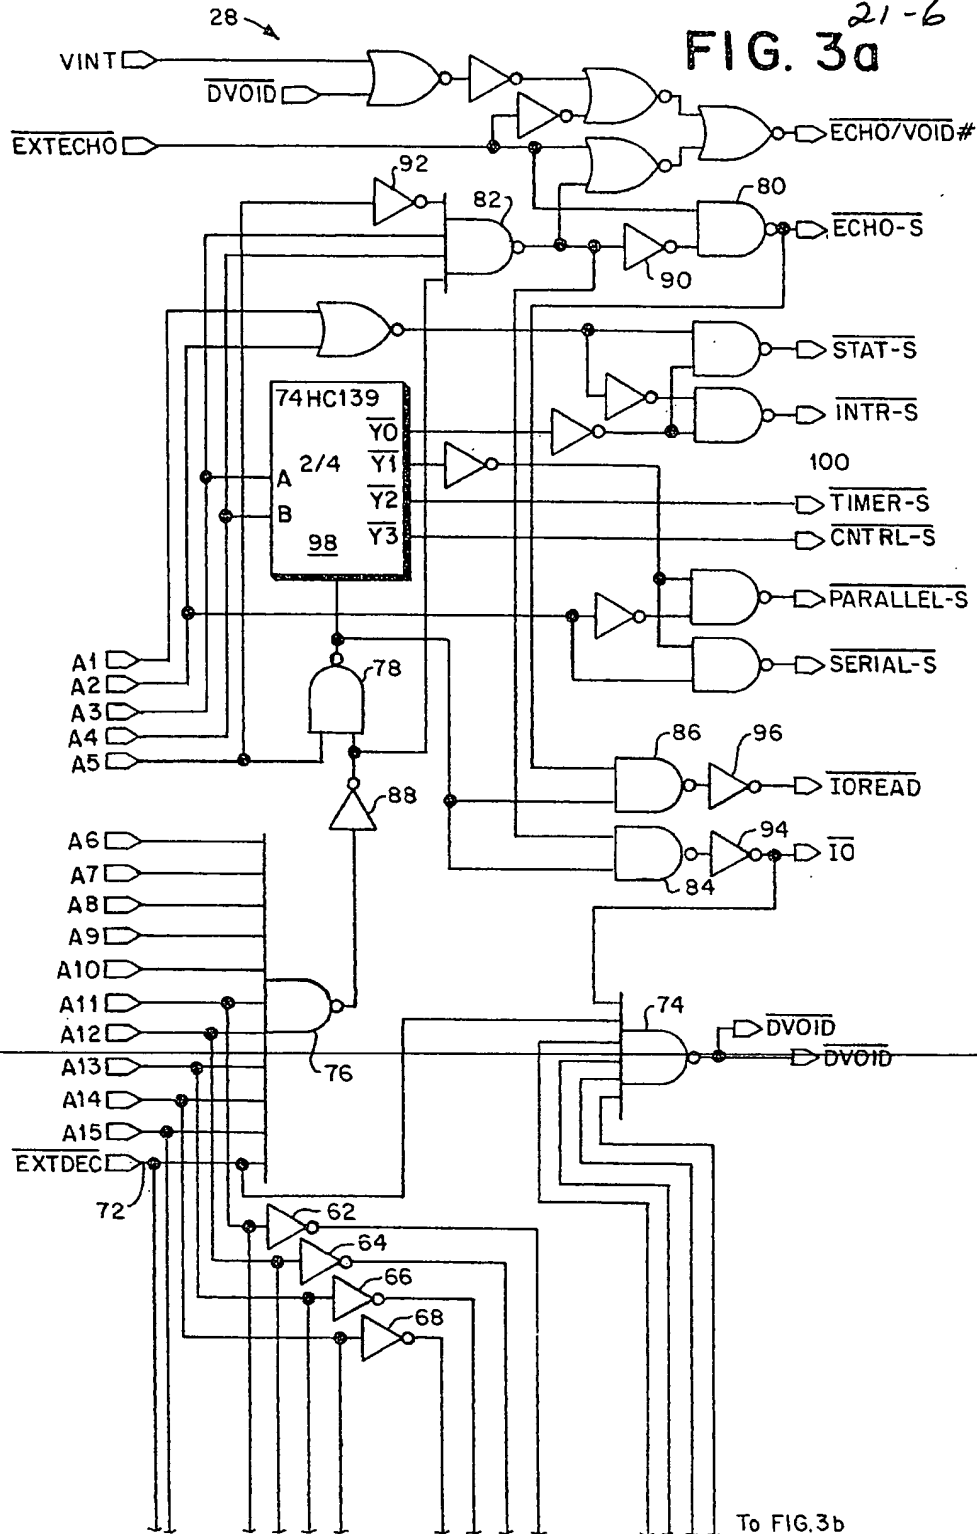 21-6
28
FIG. 3a
VINT
DVOID
EXTECHO
ECHO/VOID#
92
82
80
ECHO-S
90
STAT-S
74HC139
Y0
INTR-S
2/4
Y1
100
A
Y2
TIMER-S
B
98
Y3
CNTRL-S
PARALLEL-S
A1
78
SERIAL-S
A2
A3
A4
86
96
A5
88
IOREAD
A6
94
IO
A7
84
A8
A9
A10
A11
74
A12
DVOID
76
DVOID
A13
A14
A15
EXTDEC
72
62
64
66
68
To FIG.3b